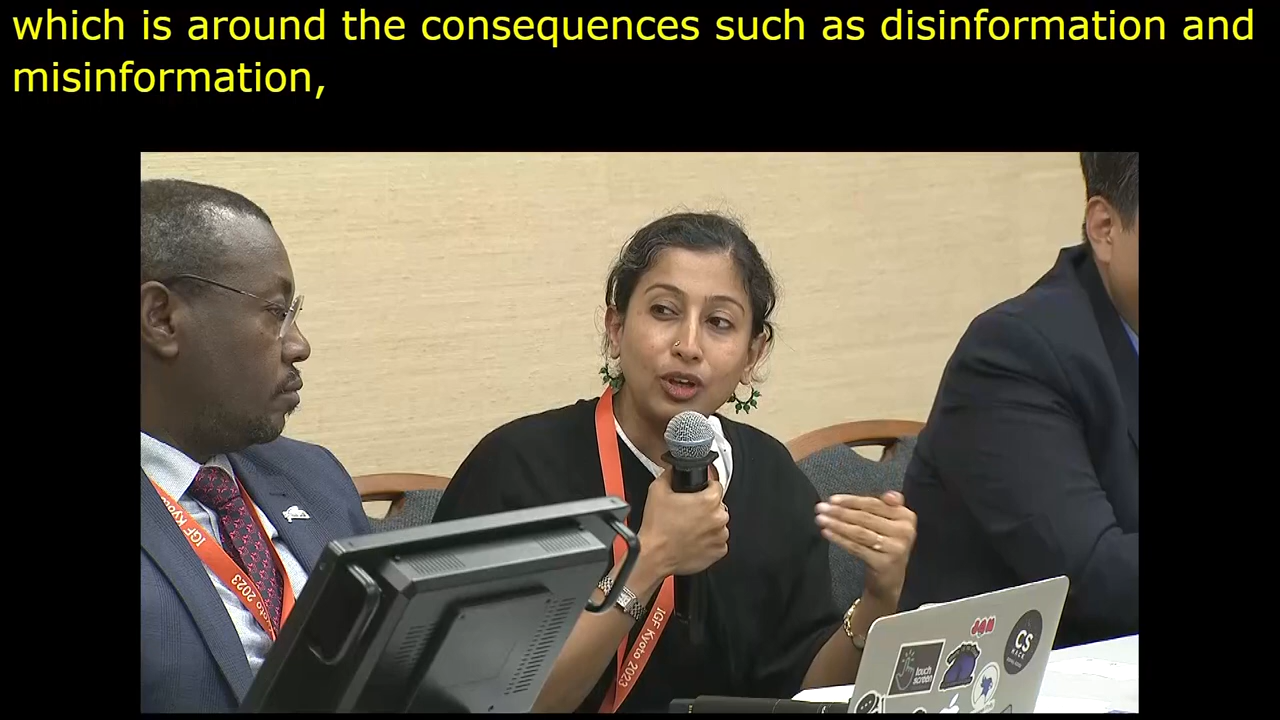 which is around the consequences such as disinformation and
misinformation,
IGF Kyoto 2023
IGF Kyoto 2023
touch
screen
CS